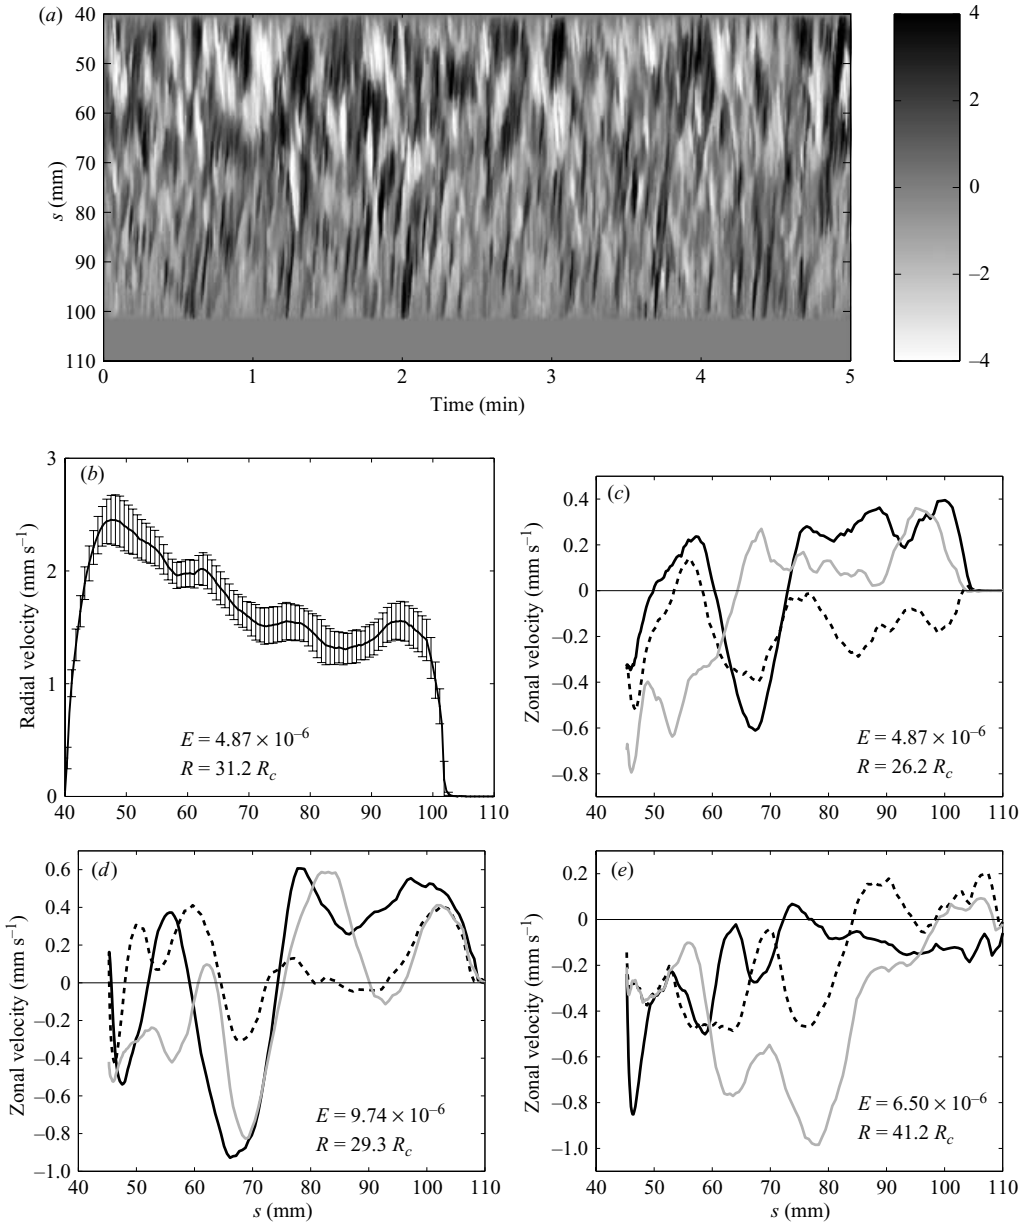 (a)
40
50
60
70
80
90
100
110
s (mm)
0
1
2
3
4
5
Time (min)
4
2
0
–2
–4
(b)
3
2
1
0
Radial velocity (mm s–1)
E = 4.87 × 10–6
R = 31.2 Rc
40 50 60 70 80 90 100 110
(c)
0.4
0.2
0
–0.2
–0.4
–0.6
–0.8
Zonal velocity (mm s–1)
E = 4.87 × 10–6
R = 26.2 Rc
40 50 60 70 80 90 100 110
(d)
0.6
0.4
0.2
0
–0.2
–0.4
–0.6
–0.8
–1.0
Zonal velocity (mm s–1)
E = 9.74 × 10–6
R = 29.3 Rc
40 50 60 70 80 90 100 110
s (mm)
(e)
0.2
0
–0.2
–0.4
–0.6
–0.8
–1.0
Zonal velocity (mm s–1)
E = 6.50 × 10–6
R = 41.2 Rc
40 50 60 70 80 90 100 110
s (mm)